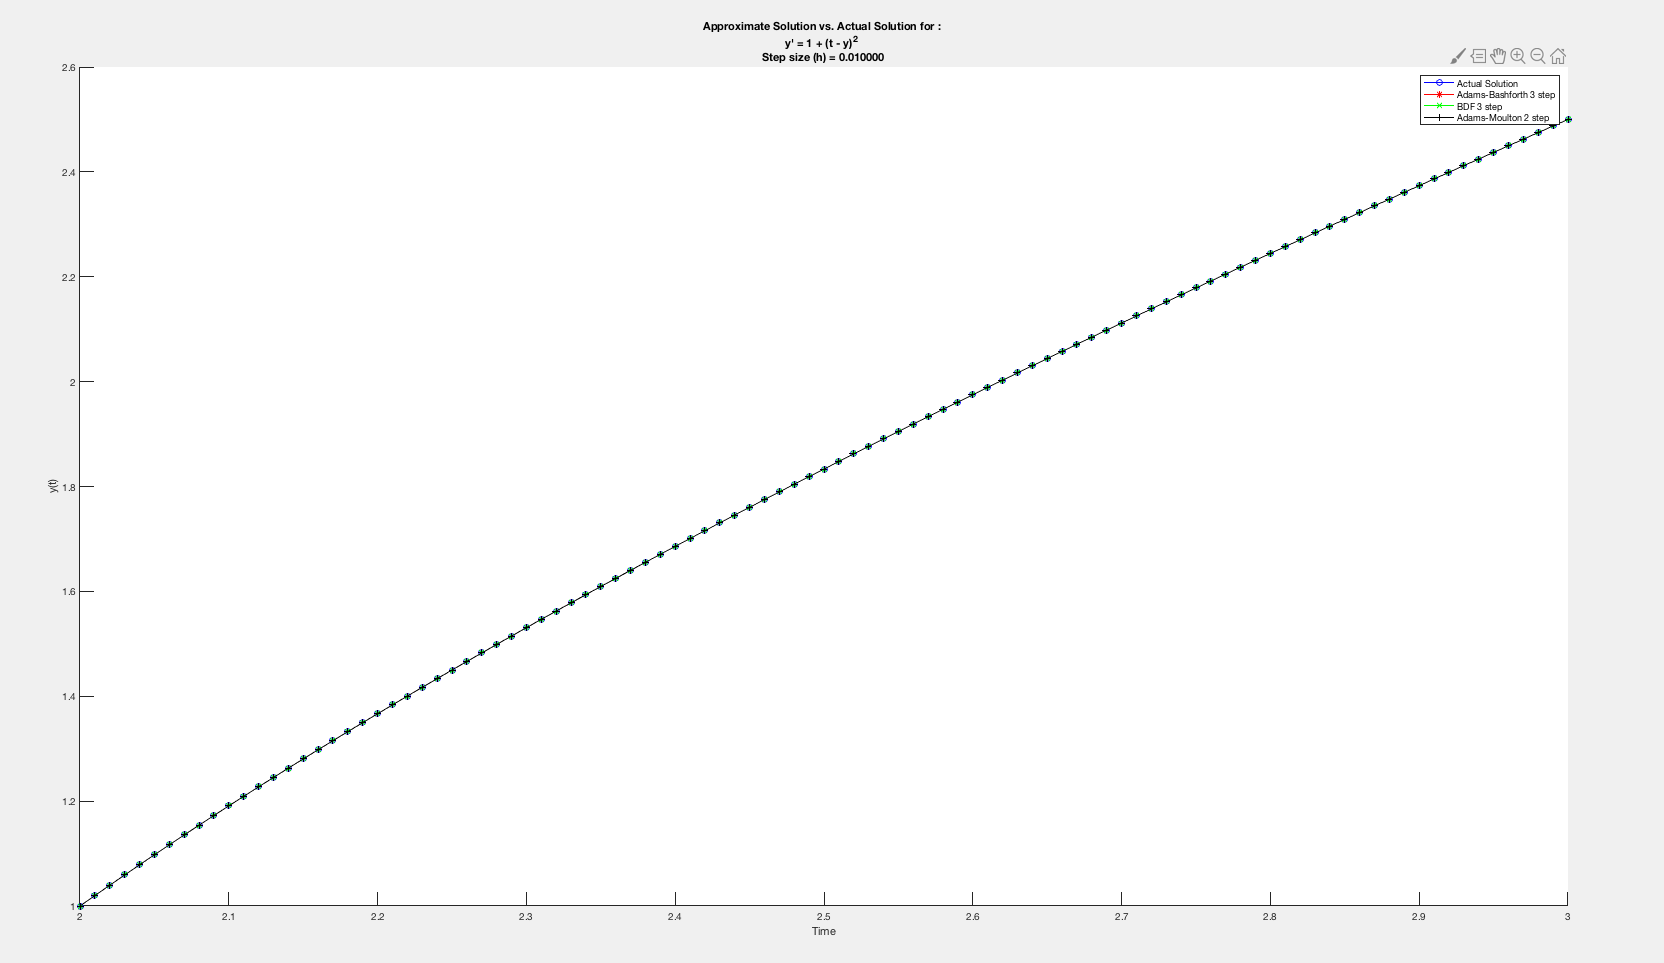 Approximate Solution vs. Actual Solution for :
y' = 1 + (t - y)²
Step size (h) = 0.010000
Actual Solution
Adams-Bashforth 3 step
BDF 3 step
Adams-Moulton 2 step
2.6
2.4
2.2
2
1.8
1.6
1.4
1.2
1
y(t)
2
2.1
2.2
2.3
2.4
2.5
2.6
2.7
2.8
2.9
3
Time